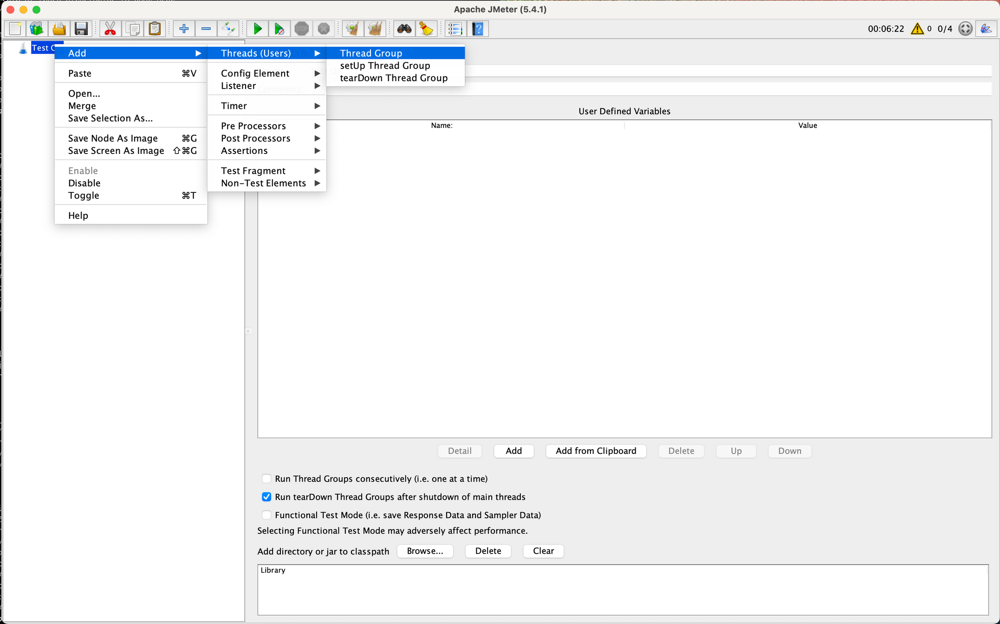 Apache JMeter (5.4.1)
STOP
00:06:22 0 0/4
Test
Add Threads (Users) Thread Group
setUp Thread Group
tearDown Thread Group
Paste ⌘V
Open...
Merge
Save Selection As...
Save Node As Image ⌘G
Save Screen As Image ⇧⌘G
Enable
Disable
Toggle ⌘T
Help
Config Element
Listener
Timer
Pre Processors
Post Processors
Assertions
Test Fragment
Non-Test Elements
Comments:
User Defined Variables
Name: Value
Detail Add Add from Clipboard Delete Up Down
Run Thread Groups consecutively (i.e. one at a time)
Run tearDown Thread Groups after shutdown of main threads
Functional Test Mode (i.e. save Response Data and Sampler Data)
Selecting Functional Test Mode may adversely affect performance.
Add directory or jar to classpath Browse... Delete Clear
Library